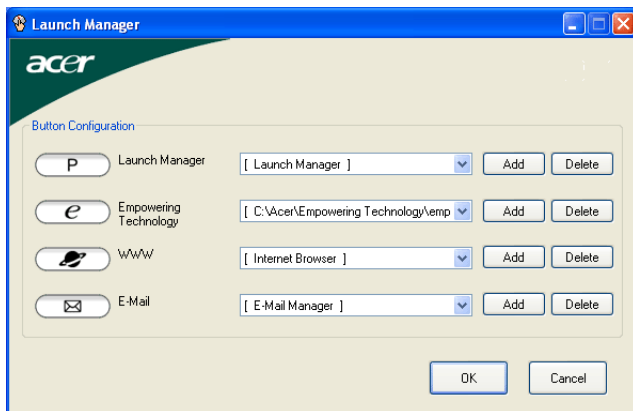 Launch Manager
acer
Button Configuration
P Launch Manager [ Launch Manager ] Add Delete
e Empowering Technology [ C:\Acer\Empowering Technology\emp Add Delete
WWW [ Internet Browser ] Add Delete
E-Mail [ E-Mail Manager ] Add Delete
OK Cancel